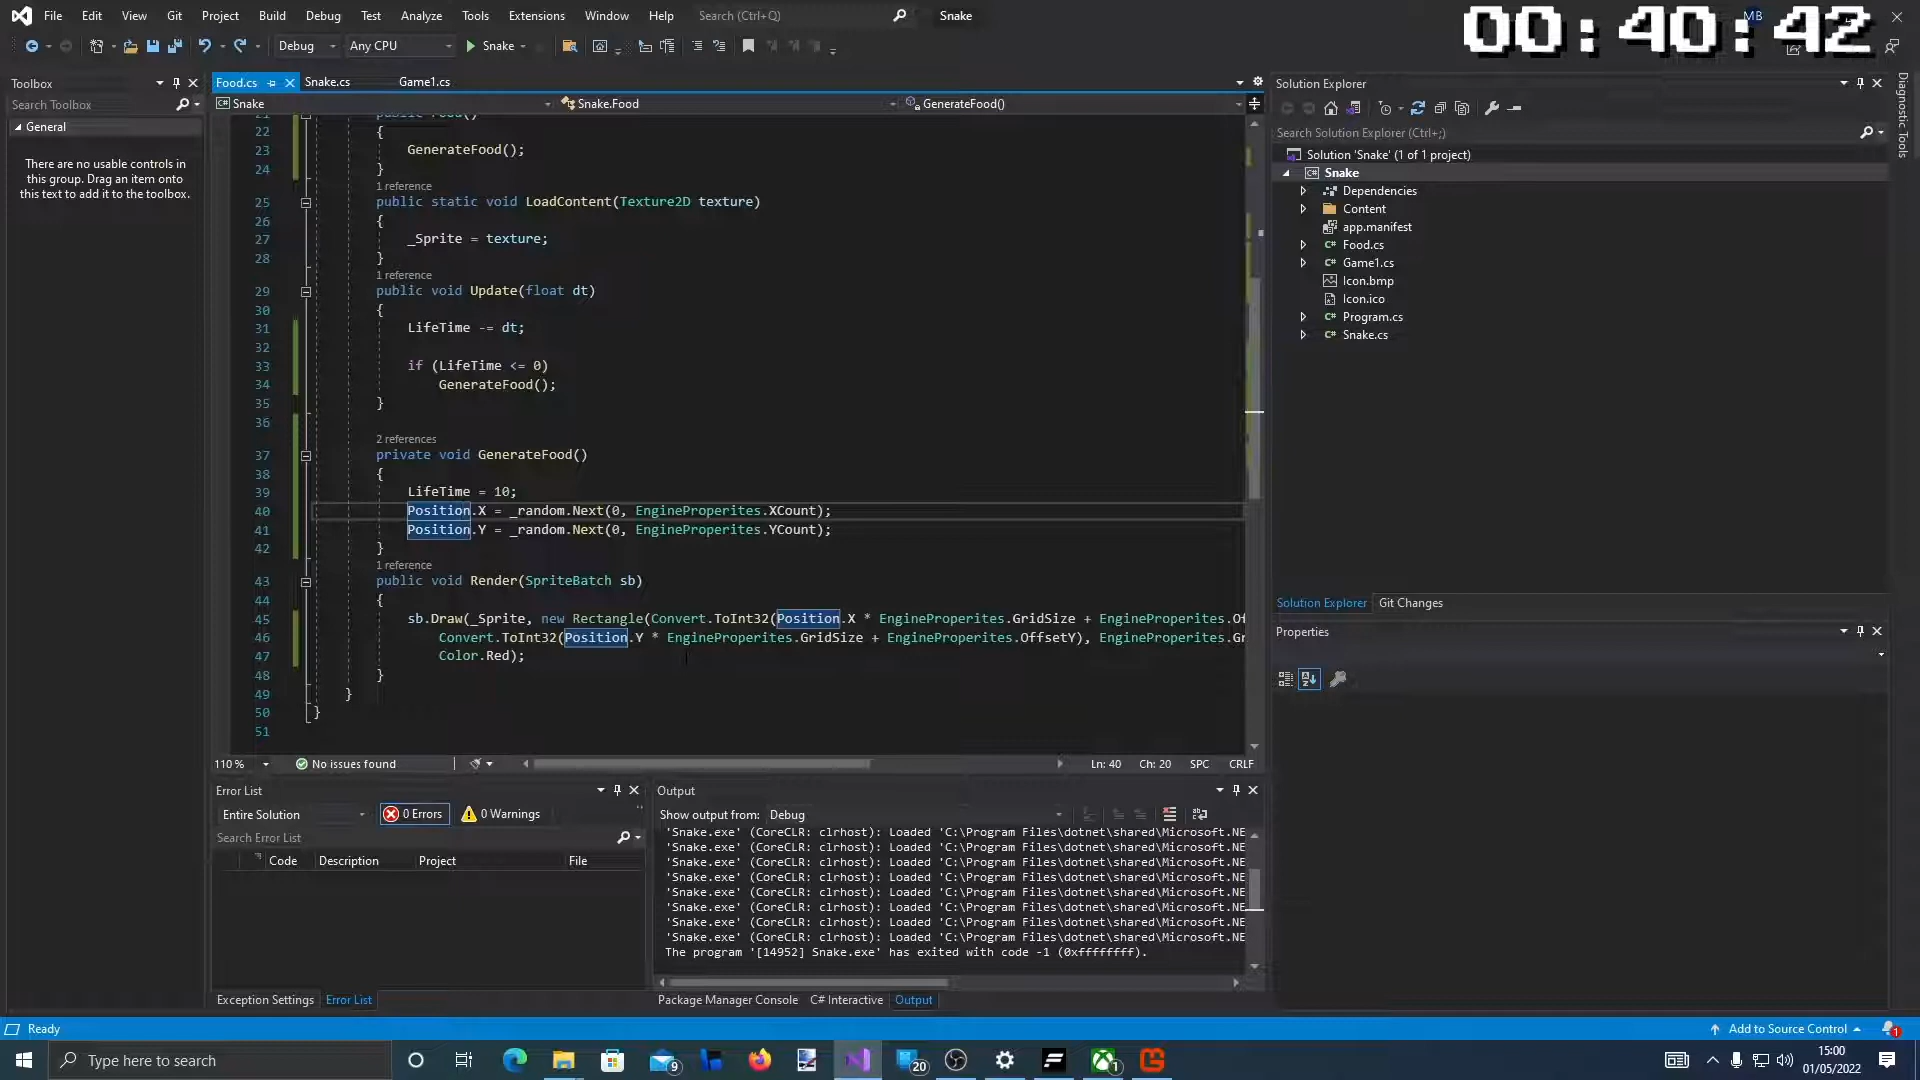 File Edit View Git Project Build Debug Test Analyze Tools Extensions Window Help Search (Ctrl+Q) Snake MB
00:40:42
Debug Any CPU Snake
Toolbox
Search Toolbox
General
There are no usable controls in
this group. Drag an item onto
this text to add it to the toolbox.
Food.cs Snake.cs Game1.cs
Snake Snake.Food GenerateFood()
22 {
23 GenerateFood();
24 }
1 reference
25 public static void LoadContent(Texture2D texture)
26 {
27 _Sprite = texture;
28 }
1 reference
29 public void Update(float dt)
30 {
31 LifeTime -= dt;
32
33 if (LifeTime <= 0)
34 GenerateFood();
35 }
36
2 references
37 private void GenerateFood()
38 {
39 LifeTime = 10;
40 Position.X = _random.Next(0, EngineProperites.XCount);
41 Position.Y = _random.Next(0, EngineProperites.YCount);
42 }
1 reference
43 public void Render(SpriteBatch sb)
44 {
45 sb.Draw(_Sprite, new Rectangle(Convert.ToInt32(Position.X * EngineProperites.GridSize + EngineProperites.Of
46 Convert.ToInt32(Position.Y * EngineProperites.GridSize + EngineProperites.OffsetY), EngineProperites.Gr
47 Color.Red);
48 }
49 }
50 }
51
110 % No issues found Ln: 40 Ch: 20 SPC CRLF
Error List
Entire Solution 0 Errors 0 Warnings
Search Error List
Code Description Project File
Exception Settings Error List
Output
Show output from: Debug
'Snake.exe' (CoreCLR: clrhost): Loaded 'C:\Program Files\dotnet\shared\Microsoft.NE
'Snake.exe' (CoreCLR: clrhost): Loaded 'C:\Program Files\dotnet\shared\Microsoft.NE
'Snake.exe' (CoreCLR: clrhost): Loaded 'C:\Program Files\dotnet\shared\Microsoft.NE
'Snake.exe' (CoreCLR: clrhost): Loaded 'C:\Program Files\dotnet\shared\Microsoft.NE
'Snake.exe' (CoreCLR: clrhost): Loaded 'C:\Program Files\dotnet\shared\Microsoft.NE
'Snake.exe' (CoreCLR: clrhost): Loaded 'C:\Program Files\dotnet\shared\Microsoft.NE
'Snake.exe' (CoreCLR: clrhost): Loaded 'C:\Program Files\dotnet\shared\Microsoft.NE
'Snake.exe' (CoreCLR: clrhost): Loaded 'C:\Program Files\dotnet\shared\Microsoft.NE
The program '[14952] Snake.exe' has exited with code -1 (0xffffffff).
Package Manager Console C# Interactive Output
Solution Explorer
Search Solution Explorer (Ctrl+;)
Solution 'Snake' (1 of 1 project)
Snake
Dependencies
Content
app.manifest
Food.cs
Game1.cs
Icon.bmp
Icon.ico
Program.cs
Snake.cs
Solution Explorer Git Changes
Properties
Diagnostic Tools
Ready Add to Source Control 1
Type here to search 9 20 1
15:00
01/05/2022